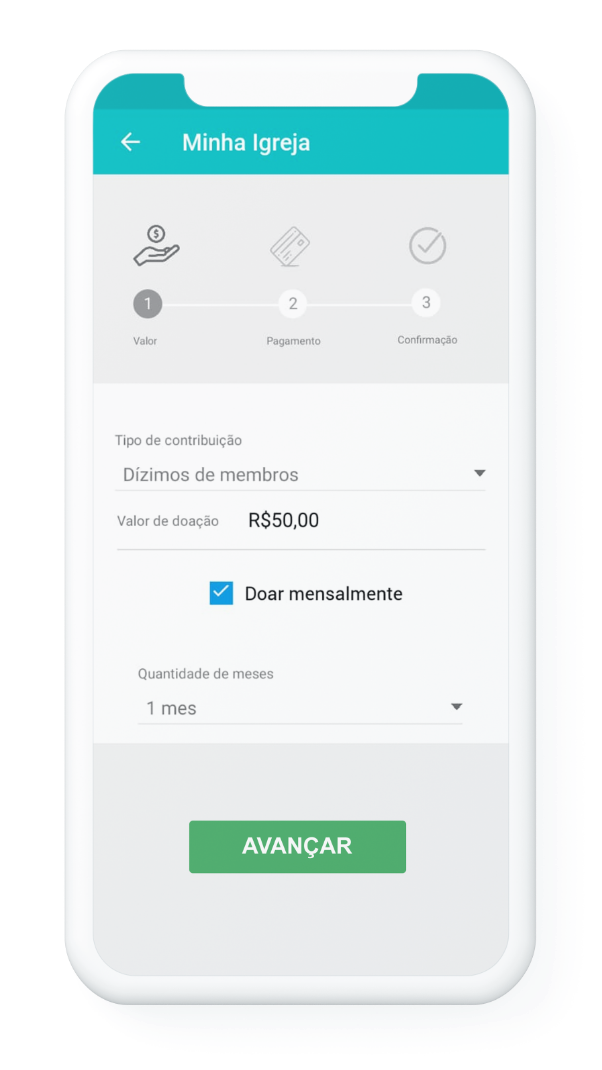 Minha Igreja
$
1 2 3
Valor Pagamento Confirmação
Tipo de contribuição
Dízimos de membros
Valor de doação R$50,00
Doar mensalmente
Quantidade de meses
1 mes
AVANÇAR